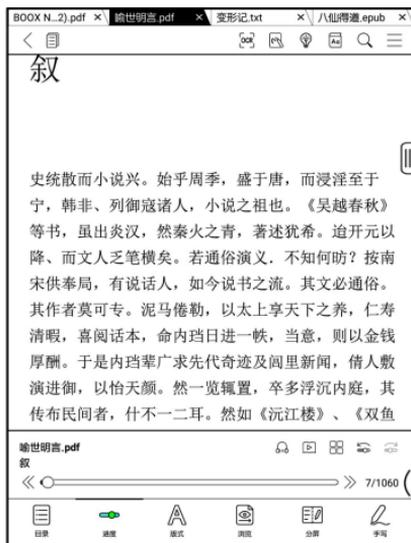 BOOX N...2).pdf × 喻世明言.pdf × 变形记.txt × 八仙得道.epub ×
OCR Aa
叙
史统散而小说兴。始乎周季，盛于唐，而浸淫至于
宁，韩非、列御寇诸人，小说之祖也。《吴越春秋》
等书，虽出炎汉，然秦火之青，著述犹希。迨开元以
降、而文人乏笔横矣。若通俗演义．不知何昉？按南
宋供奉局，有说话人，如今说书之流。其文必通俗。
其作者莫可专。泥马倦勒，以太上享天下之养，仁寿
清暇，喜阅话本，命内珰日进一帙，当意，则以金钱
厚酬。于是内珰辈广求先代奇迹及闾里新闻，倩人敷
演进御，以怡天颜。然一览辄置，卒多浮沉内庭，其
传布民间者，什不一二耳。然如《沅江楼》、《双鱼
喻世明言.pdf
叙
7/1060
目录 进度 版式 浏览 分屏 手写